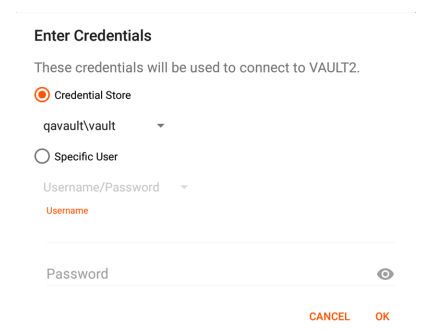 Enter Credentials
These credentials will be used to connect to VAULT2.
Credential Store
qavault\vault
Specific User
Username/Password
Username
Password
CANCEL OK